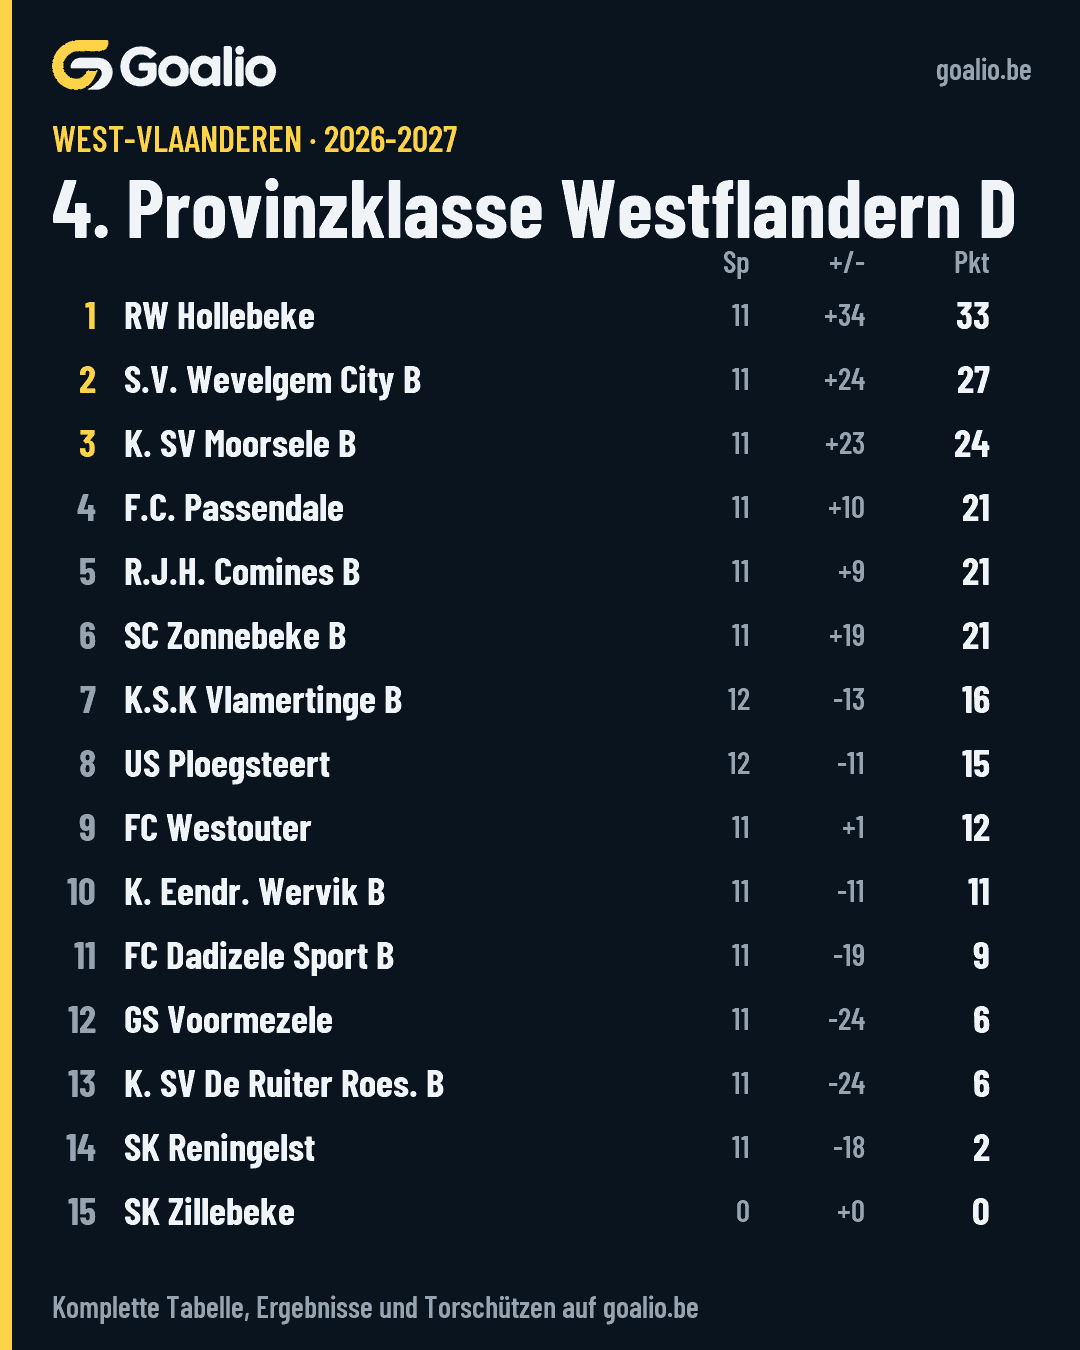 Goalio
goalio.be
WEST-VLAANDEREN · 2026-2027
4. Provinzklasse Westflandern D
Sp +/- Pkt
1 RW Hollebeke 11 +34 33
2 S.V. Wevelgem City B 11 +24 27
3 K. SV Moorsele B 11 +23 24
4 F.C. Passendale 11 +10 21
5 R.J.H. Comines B 11 +9 21
6 SC Zonnebeke B 11 +19 21
7 K.S.K Vlamertinge B 12 -13 16
8 US Ploegsteert 12 -11 15
9 FC Westouter 11 +1 12
10 K. Eendr. Wervik B 11 -11 11
11 FC Dadizele Sport B 11 -19 9
12 GS Voormezele 11 -24 6
13 K. SV De Ruiter Roes. B 11 -24 6
14 SK Reningelst 11 -18 2
15 SK Zillebeke 0 +0 0
Komplette Tabelle, Ergebnisse und Torschützen auf goalio.be